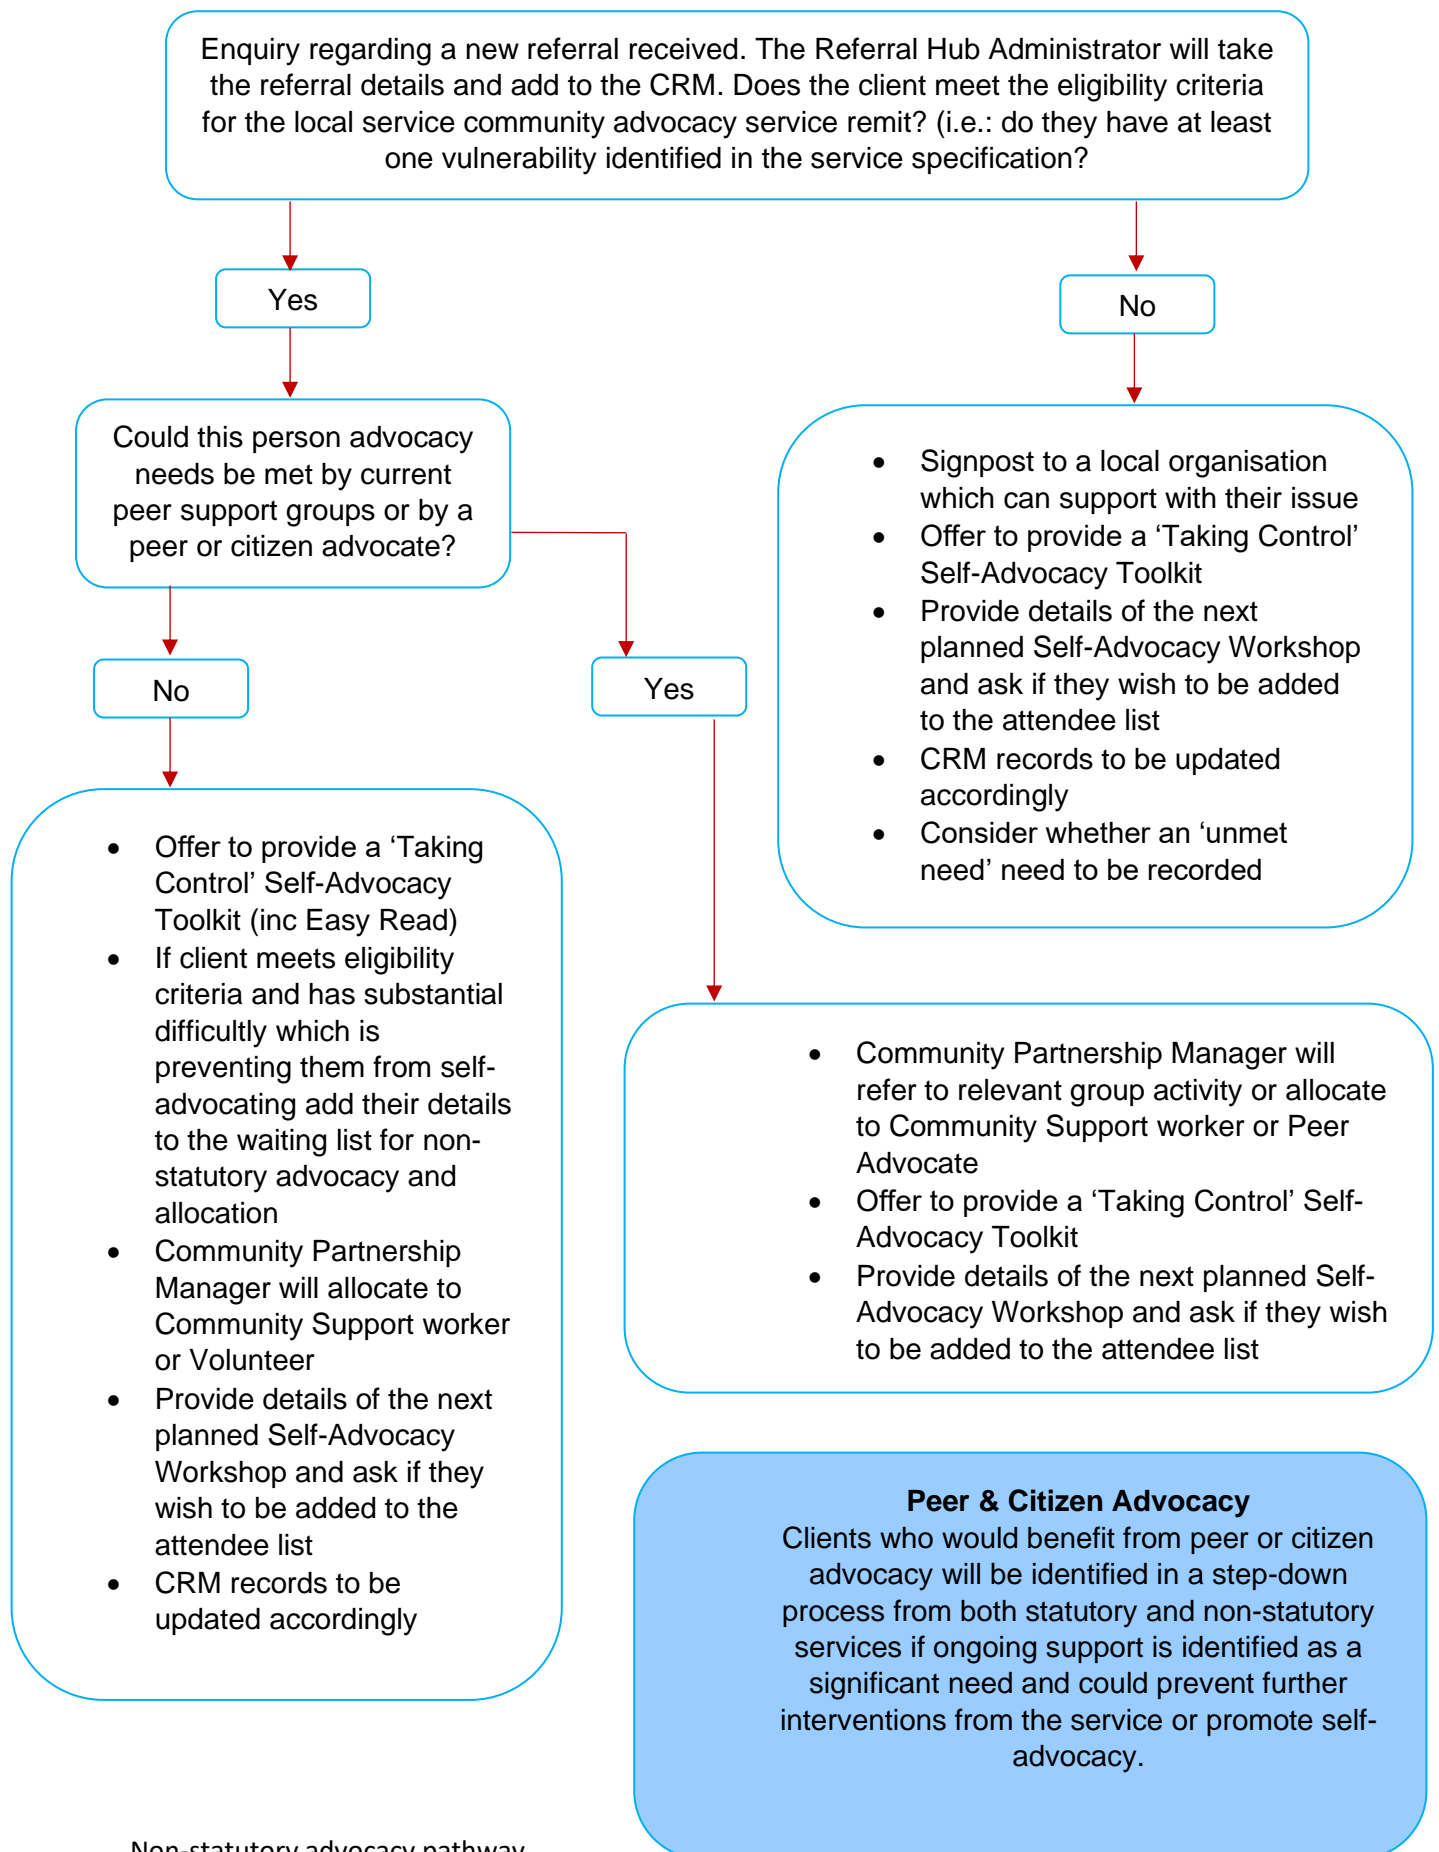 Enquiry regarding a new referral received. The Referral Hub Administrator will take
the referral details and add to the CRM. Does the client meet the eligibility criteria
for the local service community advocacy service remit? (i.e.: do they have at least
one vulnerability identified in the service specification?
Yes
No
Could this person advocacy
needs be met by current
peer support groups or by a
peer or citizen advocate?
• Signpost to a local organisation
which can support with their issue
• Offer to provide a ‘Taking Control’
Self-Advocacy Toolkit
• Provide details of the next
planned Self-Advocacy Workshop
and ask if they wish to be added
to the attendee list
• CRM records to be updated
accordingly
• Consider whether an ‘unmet
need’ need to be recorded
No
Yes
• Offer to provide a ‘Taking
Control’ Self-Advocacy
Toolkit (inc Easy Read)
• If client meets eligibility
criteria and has substantial
difficultly which is
preventing them from self-
advocating add their details
to the waiting list for non-
statutory advocacy and
allocation
• Community Partnership
Manager will allocate to
Community Support worker
or Volunteer
• Provide details of the next
planned Self-Advocacy
Workshop and ask if they
wish to be added to the
attendee list
• CRM records to be
updated accordingly
• Community Partnership Manager will
refer to relevant group activity or allocate
to Community Support worker or Peer
Advocate
• Offer to provide a ‘Taking Control’ Self-
Advocacy Toolkit
• Provide details of the next planned Self-
Advocacy Workshop and ask if they wish
to be added to the attendee list
Peer & Citizen Advocacy
Clients who would benefit from peer or citizen
advocacy will be identified in a step-down
process from both statutory and non-statutory
services if ongoing support is identified as a
significant need and could prevent further
interventions from the service or promote self-
advocacy.
Non-statutory advocacy pathway